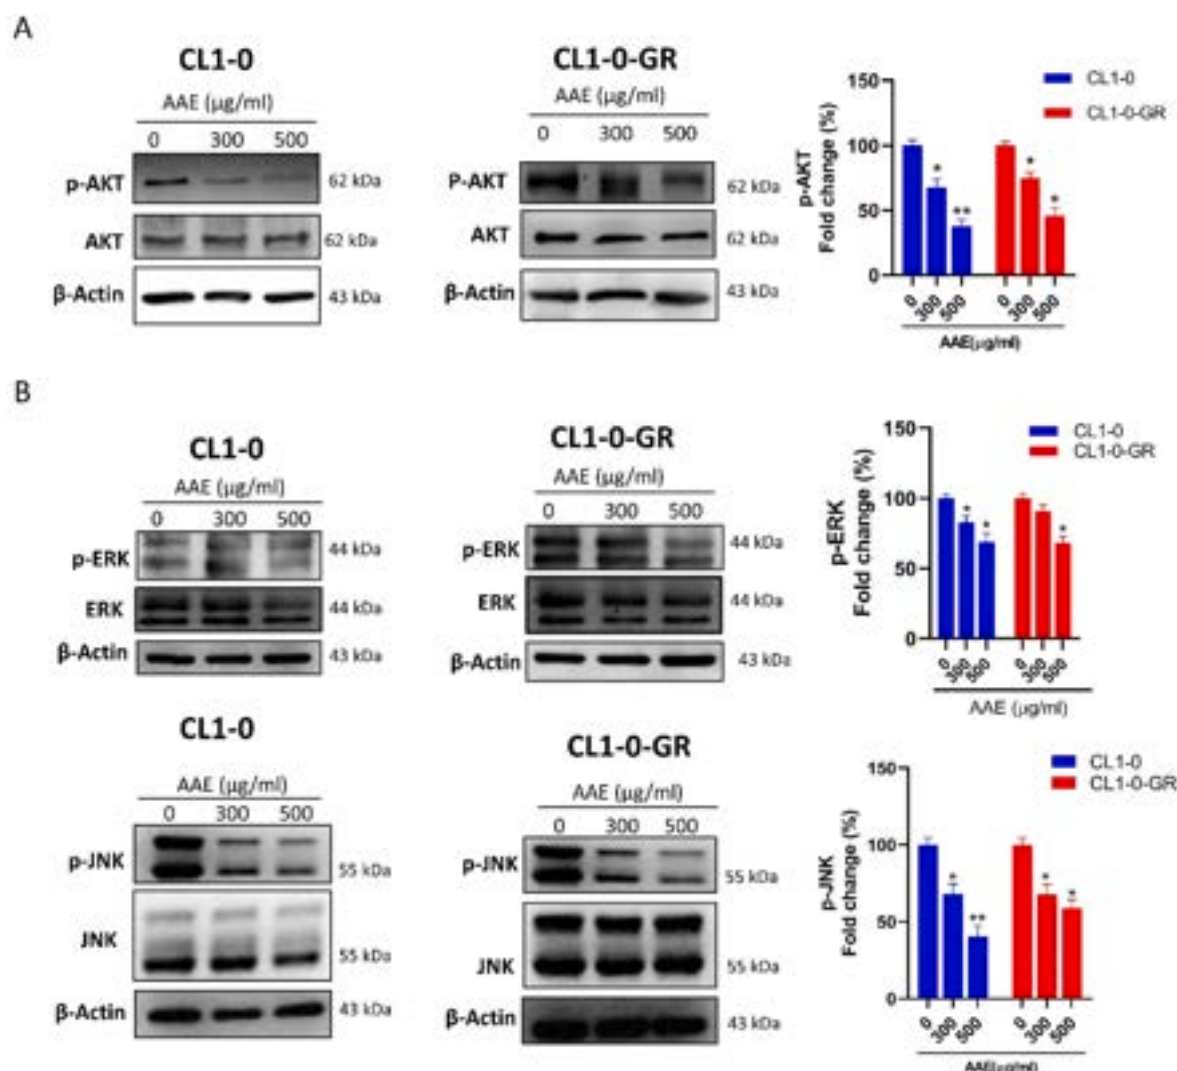 A
CL1-0
AAE (μg/ml)
0 300 500
p-AKT 62 kDa
AKT 62 kDa
β-Actin 43 kDa
CL1-0-GR
AAE (μg/ml)
0 300 500
P-AKT 62 kDa
AKT 62 kDa
β-Actin 43 kDa
CL1-0
CL1-0-GR
p-AKT
Fold change (%)
150
100
50
0
* ** * *
0 300 500 0 300 500
AAE(μg/ml)
B
CL1-0
AAE (μg/ml)
0 300 500
p-ERK 44 kDa
ERK 44 kDa
β-Actin 43 kDa
CL1-0-GR
AAE (μg/ml)
0 300 500
p-ERK 44 kDa
ERK 44 kDa
β-Actin 43 kDa
CL1-0
CL1-0-GR
p-ERK
Fold change (%)
150
100
50
0
* * *
0 300 500 0 300 500
AAE (μg/ml)
CL1-0
AAE (μg/ml)
0 300 500
p-JNK 55 kDa
JNK 55 kDa
β-Actin 43 kDa
CL1-0-GR
AAE (μg/ml)
0 300 500
p-JNK 55 kDa
JNK 55 kDa
β-Actin 43 kDa
CL1-0
CL1-0-GR
p-JNK
Fold change (%)
150
100
50
0
* ** * *
0 300 500 0 300 500
AAE(μg/ml)